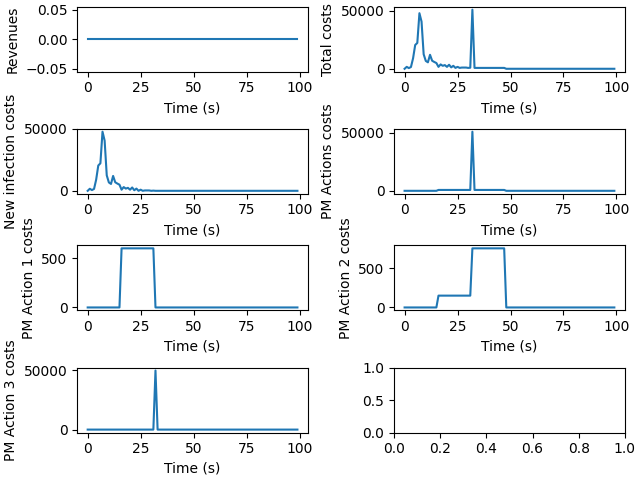 Revenues
0.05
0.00
−0.05
0 25 50 75 100
Time (s)
Total costs
50000
0
0 25 50 75 100
Time (s)
New infection costs
50000
0
0 25 50 75 100
Time (s)
PM Actions costs
50000
0
0 25 50 75 100
Time (s)
PM Action 1 costs
500
0
0 25 50 75 100
Time (s)
PM Action 2 costs
500
0
0 25 50 75 100
Time (s)
PM Action 3 costs
50000
0
0 25 50 75 100
Time (s)
1.0
0.5
0.0
0.0 0.2 0.4 0.6 0.8 1.0